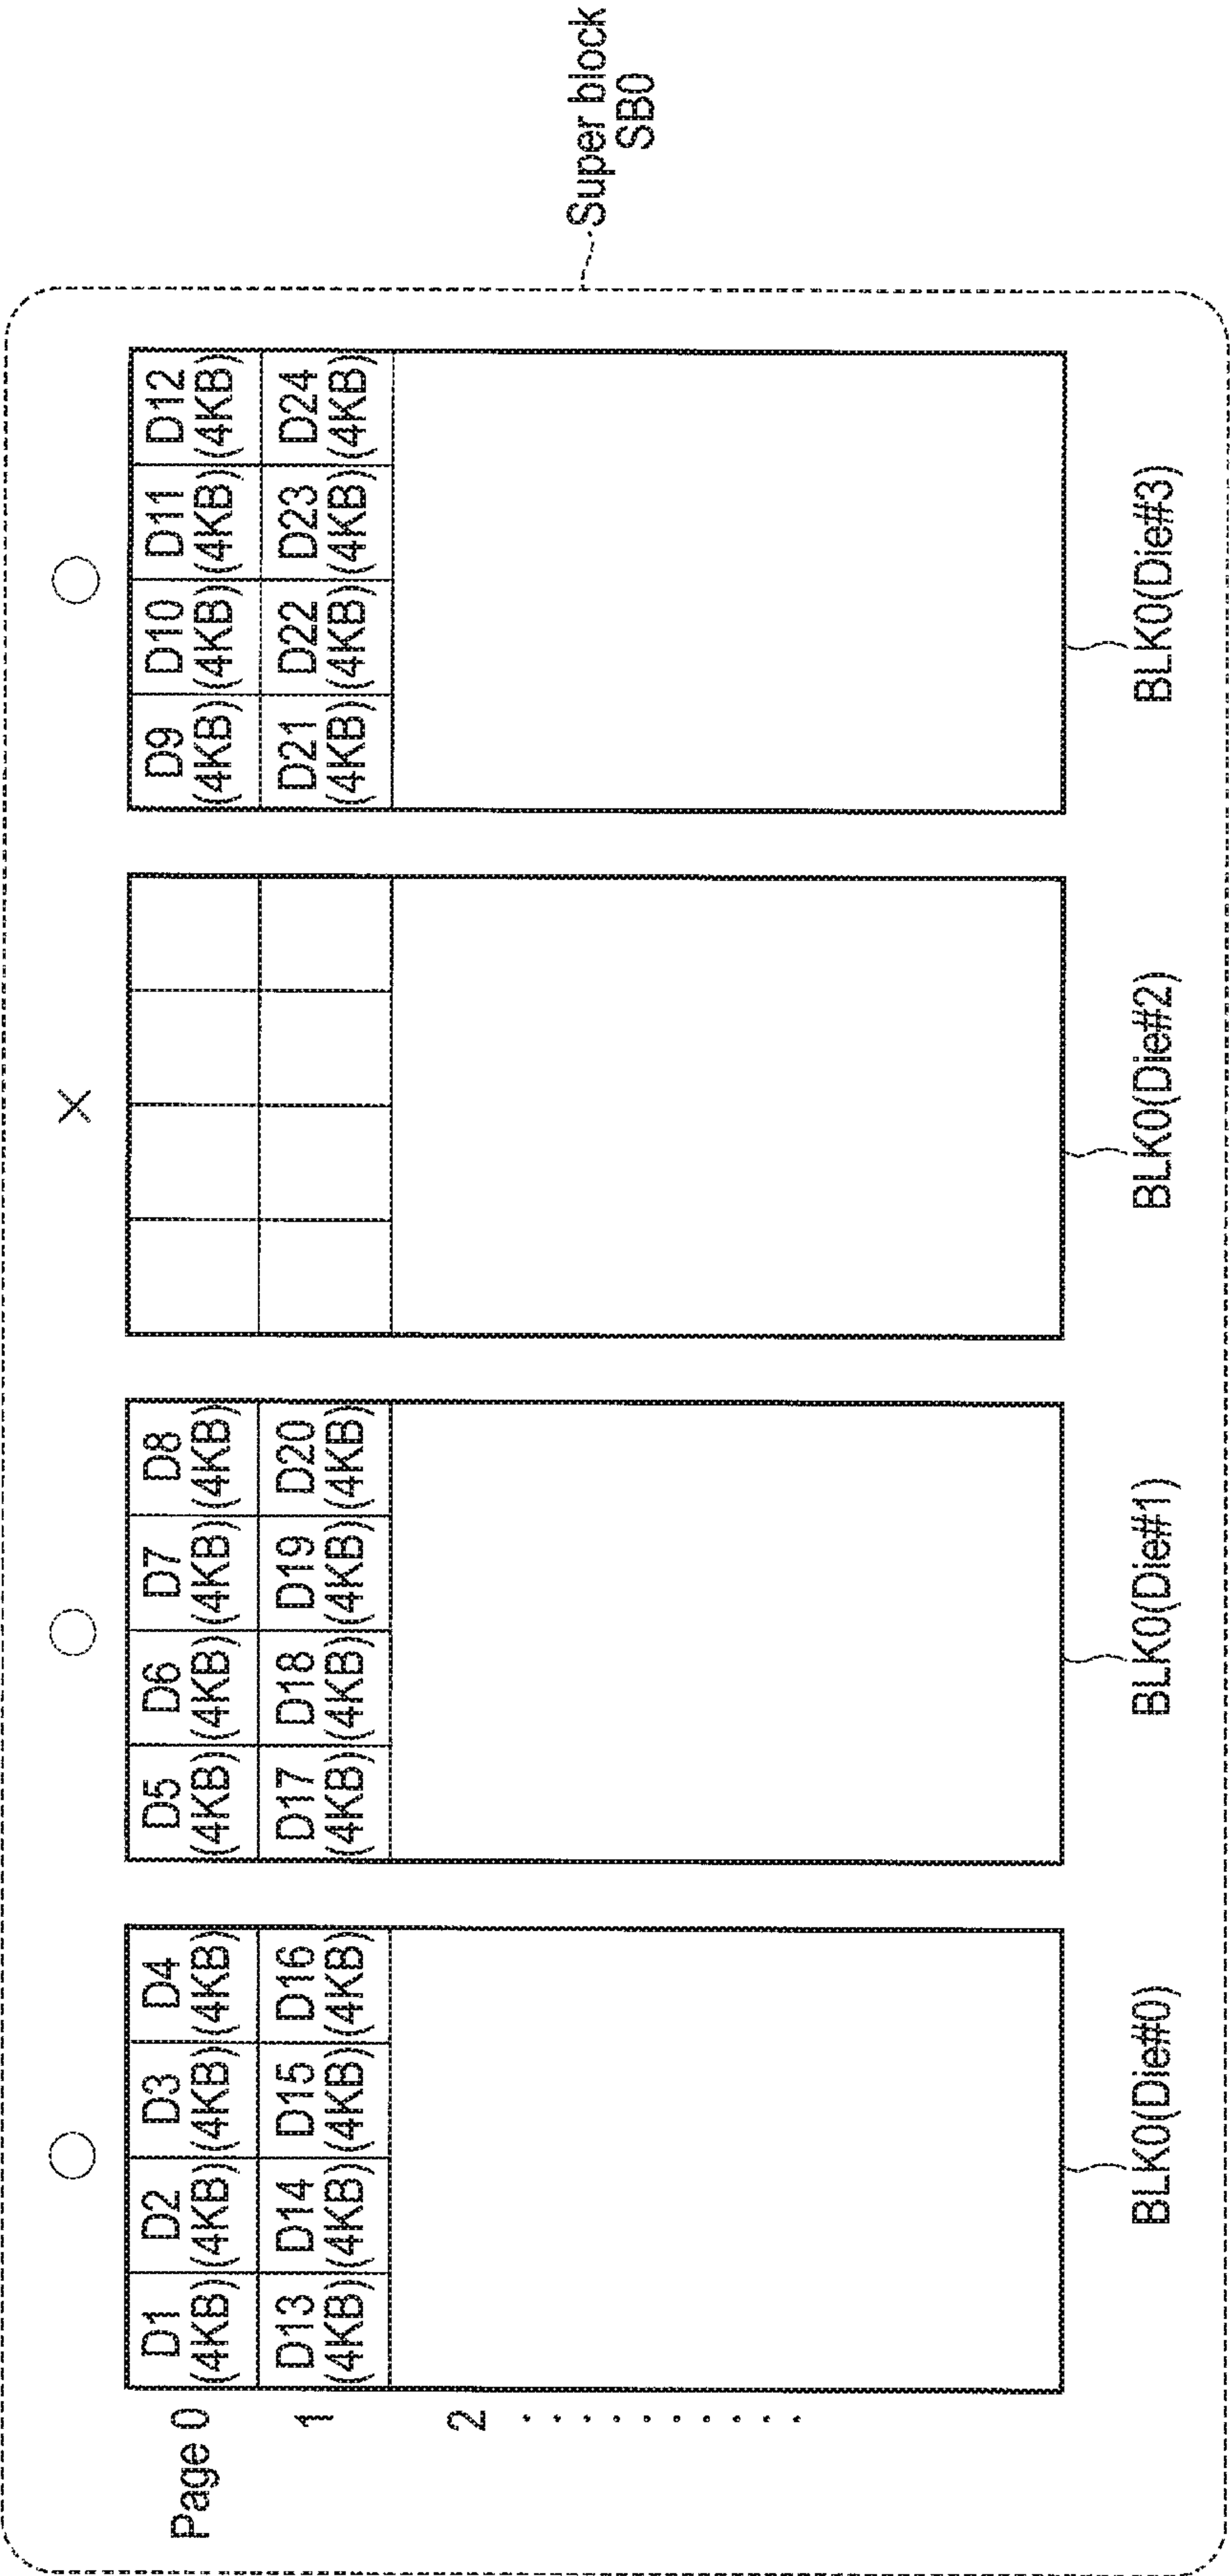 Super block
SB0
○ ○ × ○
Page 0
D1 D2 D3 D4 D5 D6 D7 D8 D9 D10 D11 D12
(4KB) (4KB) (4KB) (4KB) (4KB) (4KB) (4KB) (4KB) (4KB) (4KB) (4KB) (4KB)
1
D13 D14 D15 D16 D17 D18 D19 D20 D21 D22 D23 D24
(4KB) (4KB) (4KB) (4KB) (4KB) (4KB) (4KB) (4KB) (4KB) (4KB) (4KB) (4KB)
2
BLK0(Die#0) BLK0(Die#1) BLK0(Die#2) BLK0(Die#3)